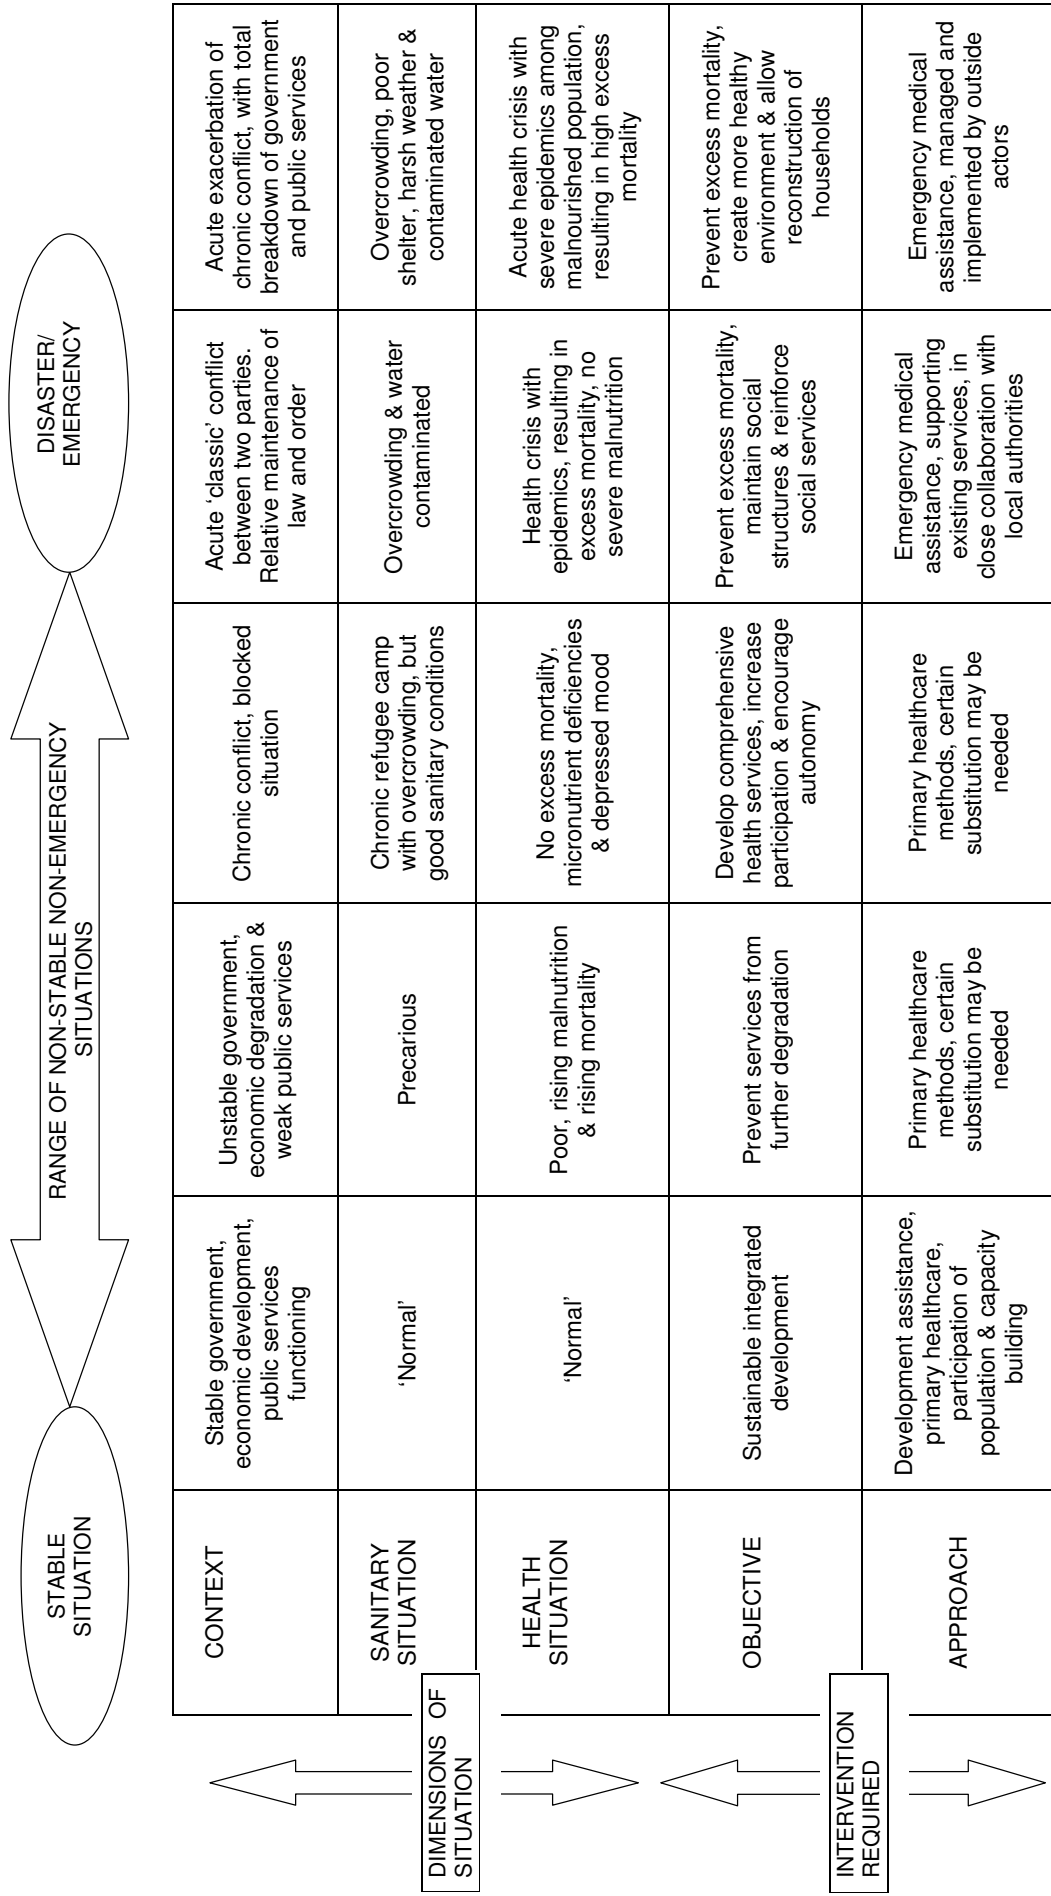 STABLE
SITUATION
RANGE OF NON-STABLE NON-EMERGENCY
SITUATIONS
DISASTER/
EMERGENCY
DIMENSIONS OF
SITUATION
INTERVENTION
REQUIRED
CONTEXT
Stable government,
economic development,
public services
functioning
Unstable government,
economic degradation &
weak public services
Chronic conflict, blocked
situation
Acute ‘classic’ conflict
between two parties.
Relative maintenance of
law and order
Acute exacerbation of
chronic conflict, with total
breakdown of government
and public services
SANITARY
SITUATION
‘Normal’
Precarious
Chronic refugee camp
with overcrowding, but
good sanitary conditions
Overcrowding & water
contaminated
Overcrowding, poor
shelter, harsh weather &
contaminated water
HEALTH
SITUATION
‘Normal’
Poor, rising malnutrition
& rising mortality
No excess mortality,
micronutrient deficiencies
& depressed mood
Health crisis with
epidemics, resulting in
excess mortality, no
severe malnutrition
Acute health crisis with
severe epidemics among
malnourished population,
resulting in high excess
mortality
OBJECTIVE
Sustainable integrated
development
Prevent services from
further degradation
Develop comprehensive
health services, increase
participation & encourage
autonomy
Prevent excess mortality,
maintain social
structures & reinforce
social services
Prevent excess mortality,
create more healthy
environment & allow
reconstruction of
households
APPROACH
Development assistance,
primary healthcare,
participation of
population & capacity
building
Primary healthcare
methods, certain
substitution may be
needed
Primary healthcare
methods, certain
substitution may be
needed
Emergency medical
assistance, supporting
existing services, in
close collaboration with
local authorities
Emergency medical
assistance, managed and
implemented by outside
actors